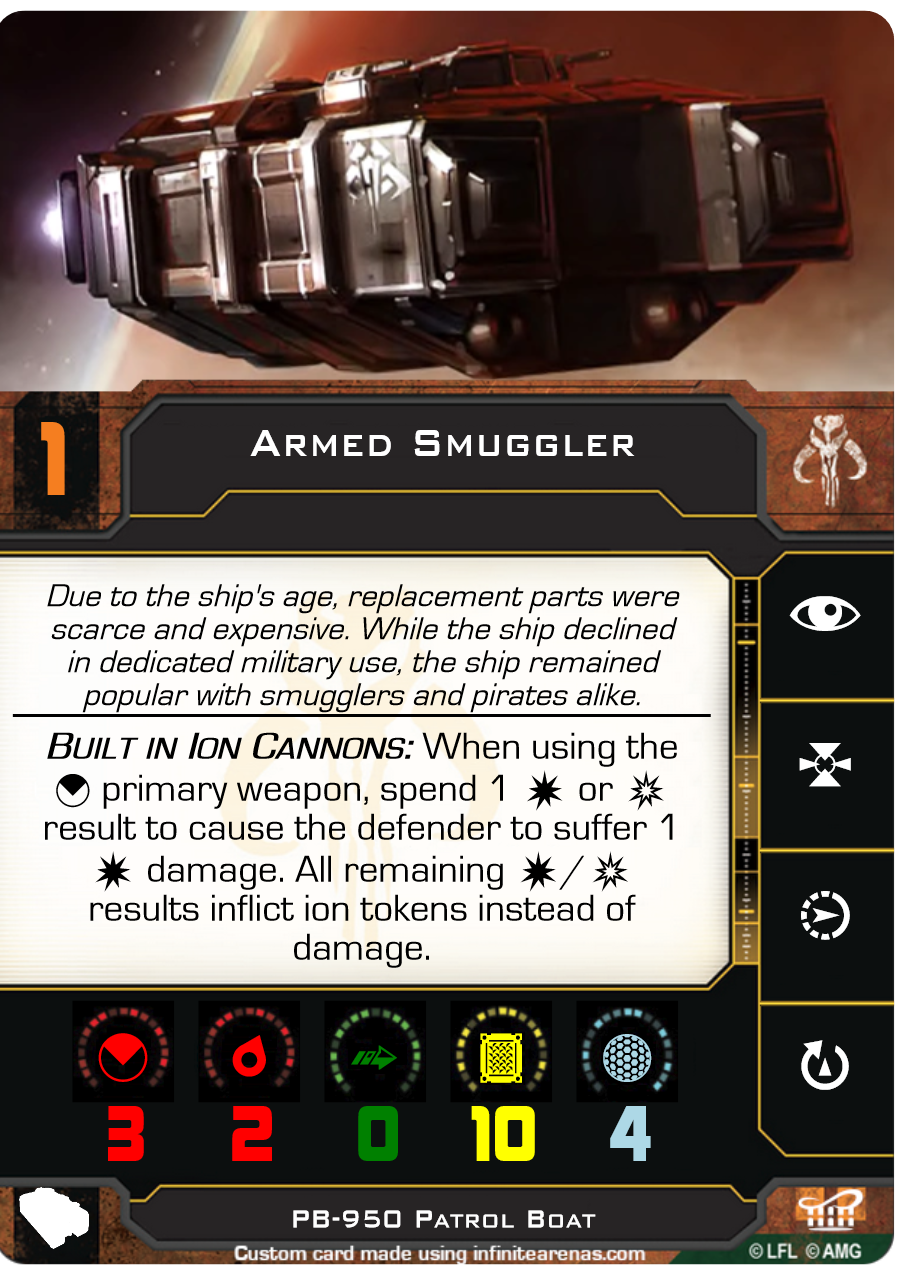 1
Armed Smuggler
Due to the ship's age, replacement parts were
scarce and expensive. While the ship declined
in dedicated military use, the ship remained
popular with smugglers and pirates alike.
Built in Ion Cannons: When using the
primary weapon, spend 1 or
result to cause the defender to suffer 1
damage. All remaining /
results inflict ion tokens instead of
damage.
3 2 0 10 4
PB-950 Patrol Boat
Custom card made using infinitearenas.com
© LFL © AMG